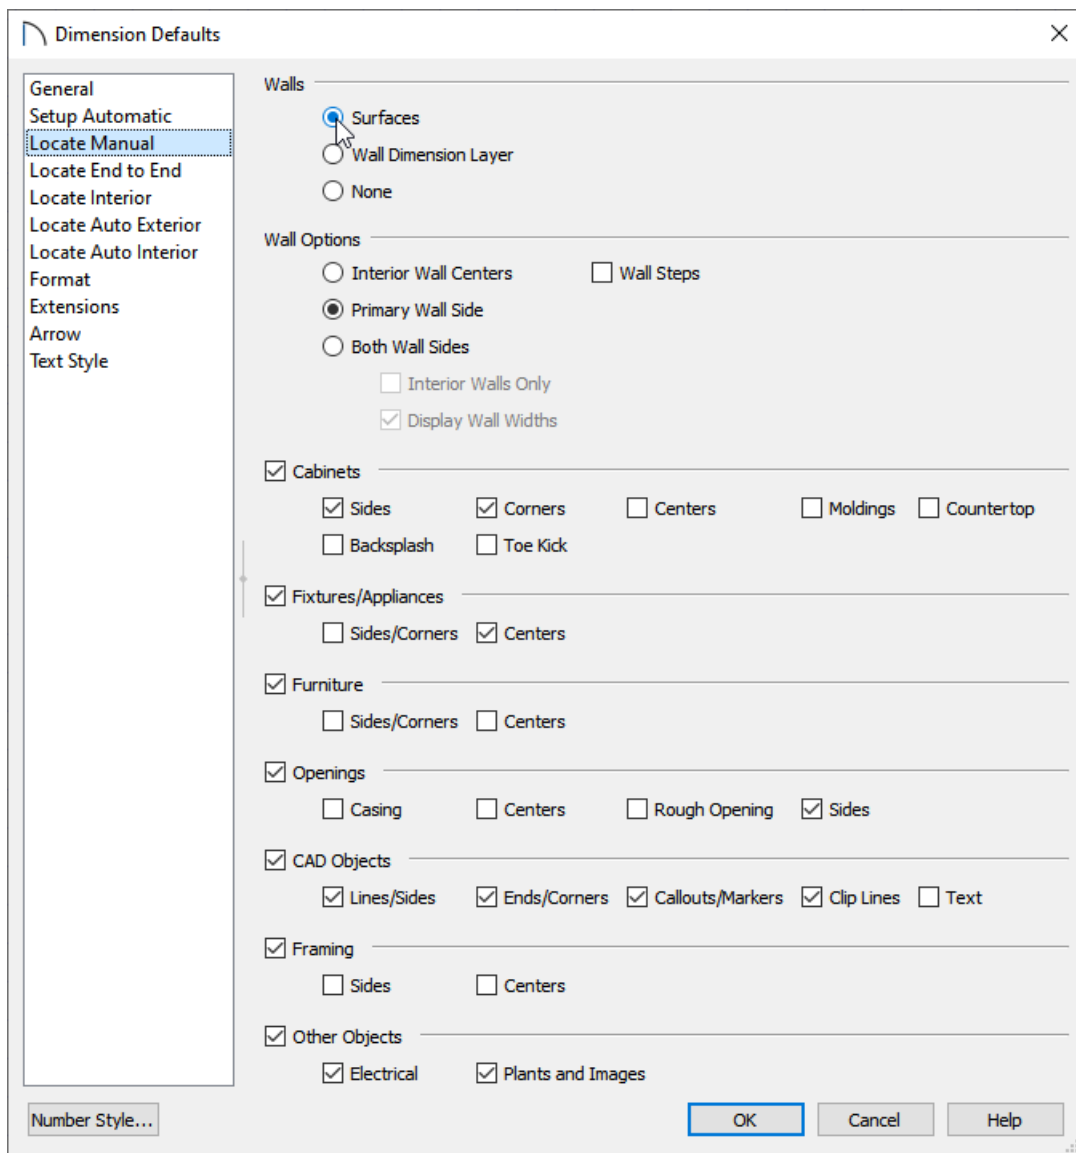 Dimension Defaults
General
Setup Automatic
Locate Manual
Locate End to End
Locate Interior
Locate Auto Exterior
Locate Auto Interior
Format
Extensions
Arrow
Text Style
Walls
Surfaces
Wall Dimension Layer
None
Wall Options
Interior Wall Centers Wall Steps
Primary Wall Side
Both Wall Sides
Interior Walls Only
Display Wall Widths
Cabinets
Sides Corners Centers Moldings Countertop
Backsplash Toe Kick
Fixtures/Appliances
Sides/Corners Centers
Furniture
Sides/Corners Centers
Openings
Casing Centers Rough Opening Sides
CAD Objects
Lines/Sides Ends/Corners Callouts/Markers Clip Lines Text
Framing
Sides Centers
Other Objects
Electrical Plants and Images
Number Style... OK Cancel Help